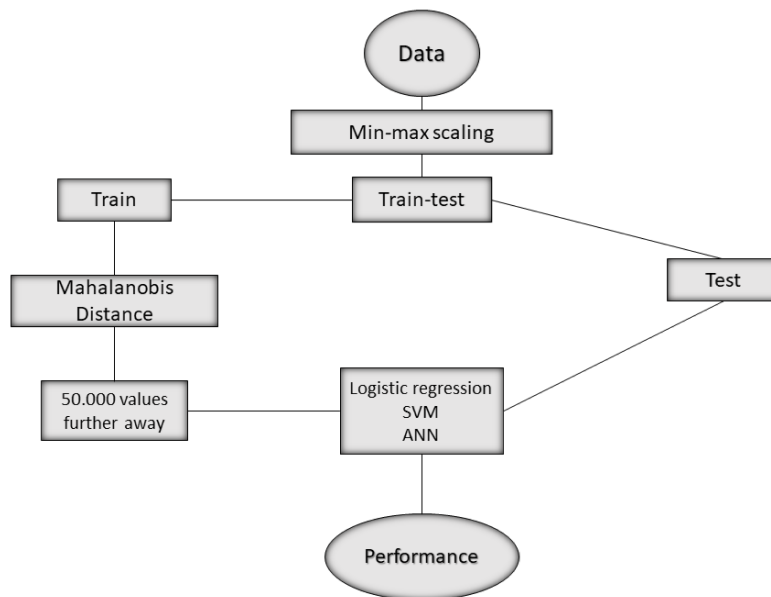 Data
Min-max scaling
Train
Train-test
Test
Mahalanobis
Distance
50.000 values
further away
Logistic regression
SVM
ANN
Performance